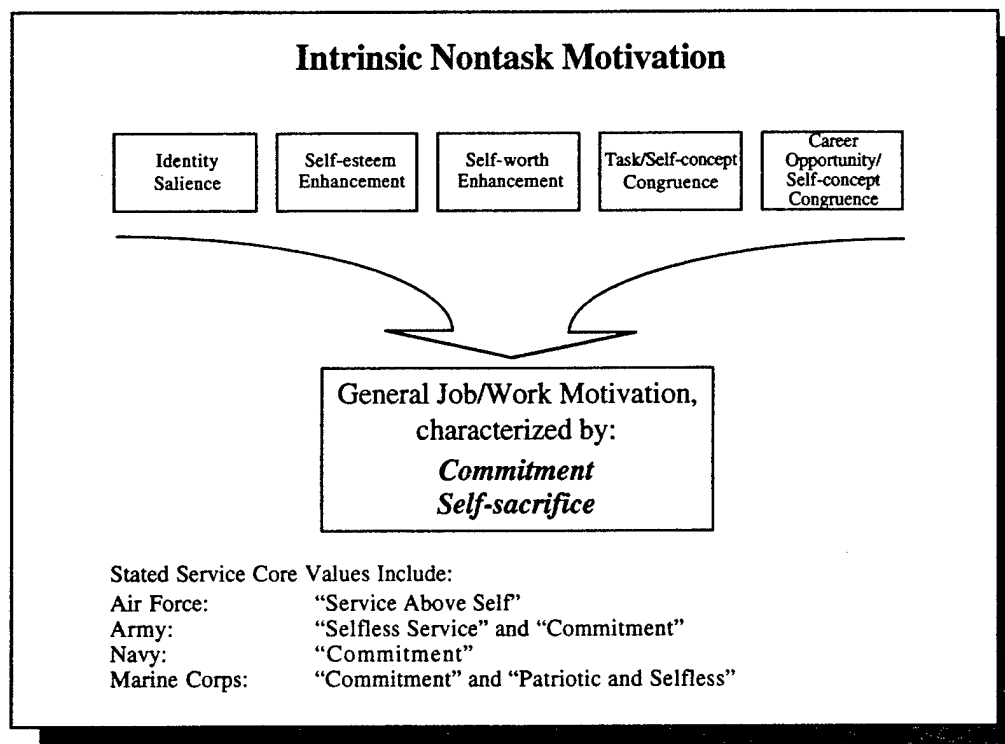 Intrinsic Nontask Motivation
Identity
Salience
Self-esteem
Enhancement
Self-worth
Enhancement
Task/Self-concept
Congruence
Career
Opportunity/
Self-concept
Congruence
General Job/Work Motivation,
characterized by:
Commitment
Self-sacrifice
Stated Service Core Values Include:
Air Force: “Service Above Self”
Army: “Selfless Service” and “Commitment”
Navy: “Commitment”
Marine Corps: “Commitment” and “Patriotic and Selfless”